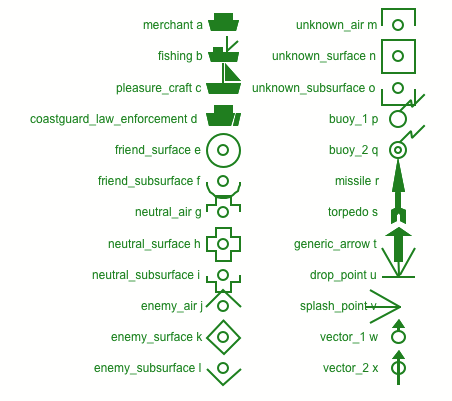 merchant a
fishing b
pleasure_craft c
coastguard_law_enforcement d
friend_surface e
friend_subsurface f
neutral_air g
neutral_surface h
neutral_subsurface i
enemy_air j
enemy_surface k
enemy_subsurface l
unknown_air m
unknown_surface n
unknown_subsurface o
buoy_1 p
buoy_2 q
missile r
torpedo s
generic_arrow t
drop_point u
splash_point v
vector_1 w
vector_2 x